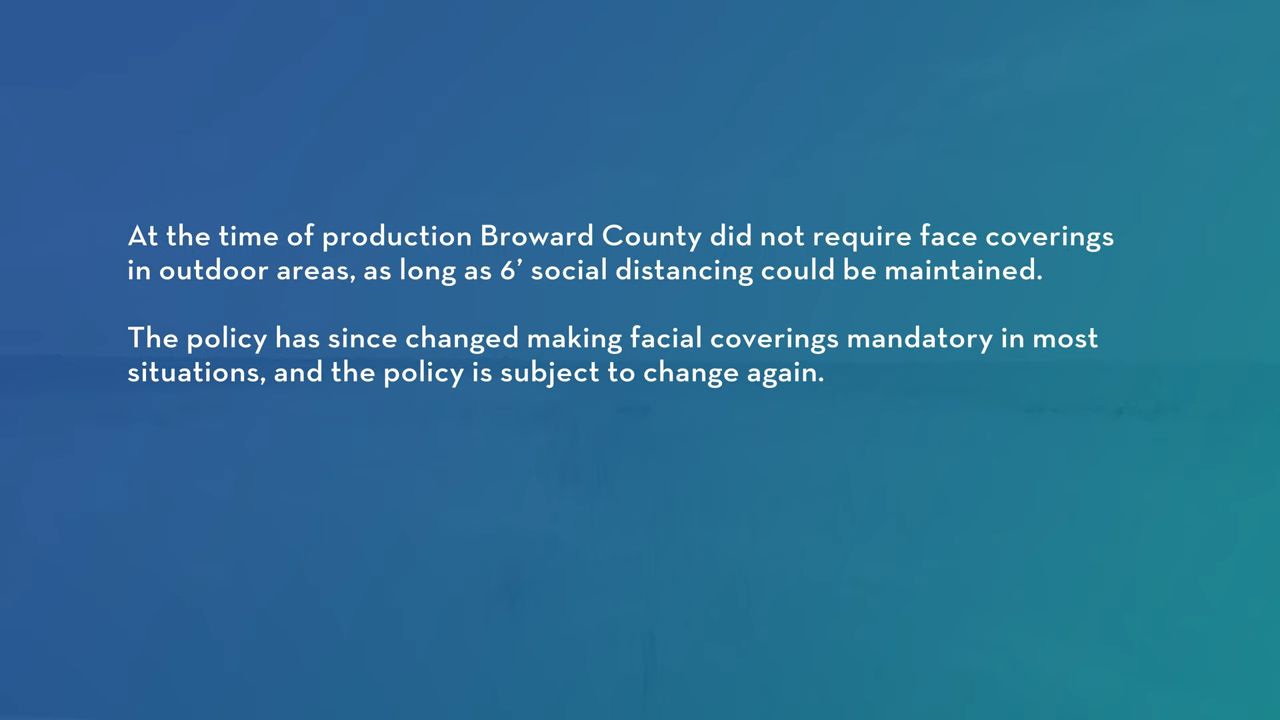 At the time of production Broward County did not require face coverings
in outdoor areas, as long as 6’ social distancing could be maintained.
The policy has since changed making facial coverings mandatory in most
situations, and the policy is subject to change again.